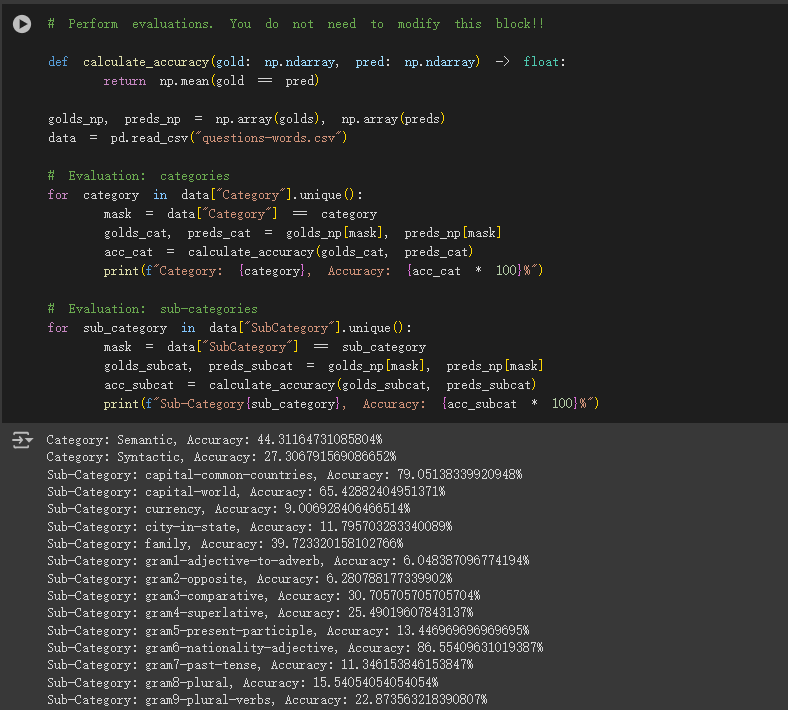 # Perform evaluations. You do not need to modify this block!!
def calculate_accuracy(gold: np.ndarray, pred: np.ndarray) -> float:
return np.mean(gold == pred)
golds_np, preds_np = np.array(golds), np.array(preds)
data = pd.read_csv("questions-words.csv")
# Evaluation: categories
for category in data["Category"].unique():
mask = data["Category"] == category
golds_cat, preds_cat = golds_np[mask], preds_np[mask]
acc_cat = calculate_accuracy(golds_cat, preds_cat)
print(f"Category: {category}, Accuracy: {acc_cat * 100}%")
# Evaluation: sub-categories
for sub_category in data["SubCategory"].unique():
mask = data["SubCategory"] == sub_category
golds_subcat, preds_subcat = golds_np[mask], preds_np[mask]
acc_subcat = calculate_accuracy(golds_subcat, preds_subcat)
print(f"Sub-Category{sub_category}, Accuracy: {acc_subcat * 100}%")
Category: Semantic, Accuracy: 44.31164731085804%
Category: Syntactic, Accuracy: 27.306791569086652%
Sub-Category: capital-common-countries, Accuracy: 79.05138339920948%
Sub-Category: capital-world, Accuracy: 65.42882404951371%
Sub-Category: currency, Accuracy: 9.006928406466514%
Sub-Category: city-in-state, Accuracy: 11.795703283340089%
Sub-Category: family, Accuracy: 39.723320158102766%
Sub-Category: gram1-adjective-to-adverb, Accuracy: 6.048387096774194%
Sub-Category: gram2-opposite, Accuracy: 6.280788177339902%
Sub-Category: gram3-comparative, Accuracy: 30.705705705705704%
Sub-Category: gram4-superlative, Accuracy: 25.49019607843137%
Sub-Category: gram5-present-participle, Accuracy: 13.446969696969695%
Sub-Category: gram6-nationality-adjective, Accuracy: 86.55409631019387%
Sub-Category: gram7-past-tense, Accuracy: 11.346153846153847%
Sub-Category: gram8-plural, Accuracy: 15.54054054054054%
Sub-Category: gram9-plural-verbs, Accuracy: 22.873563218390807%